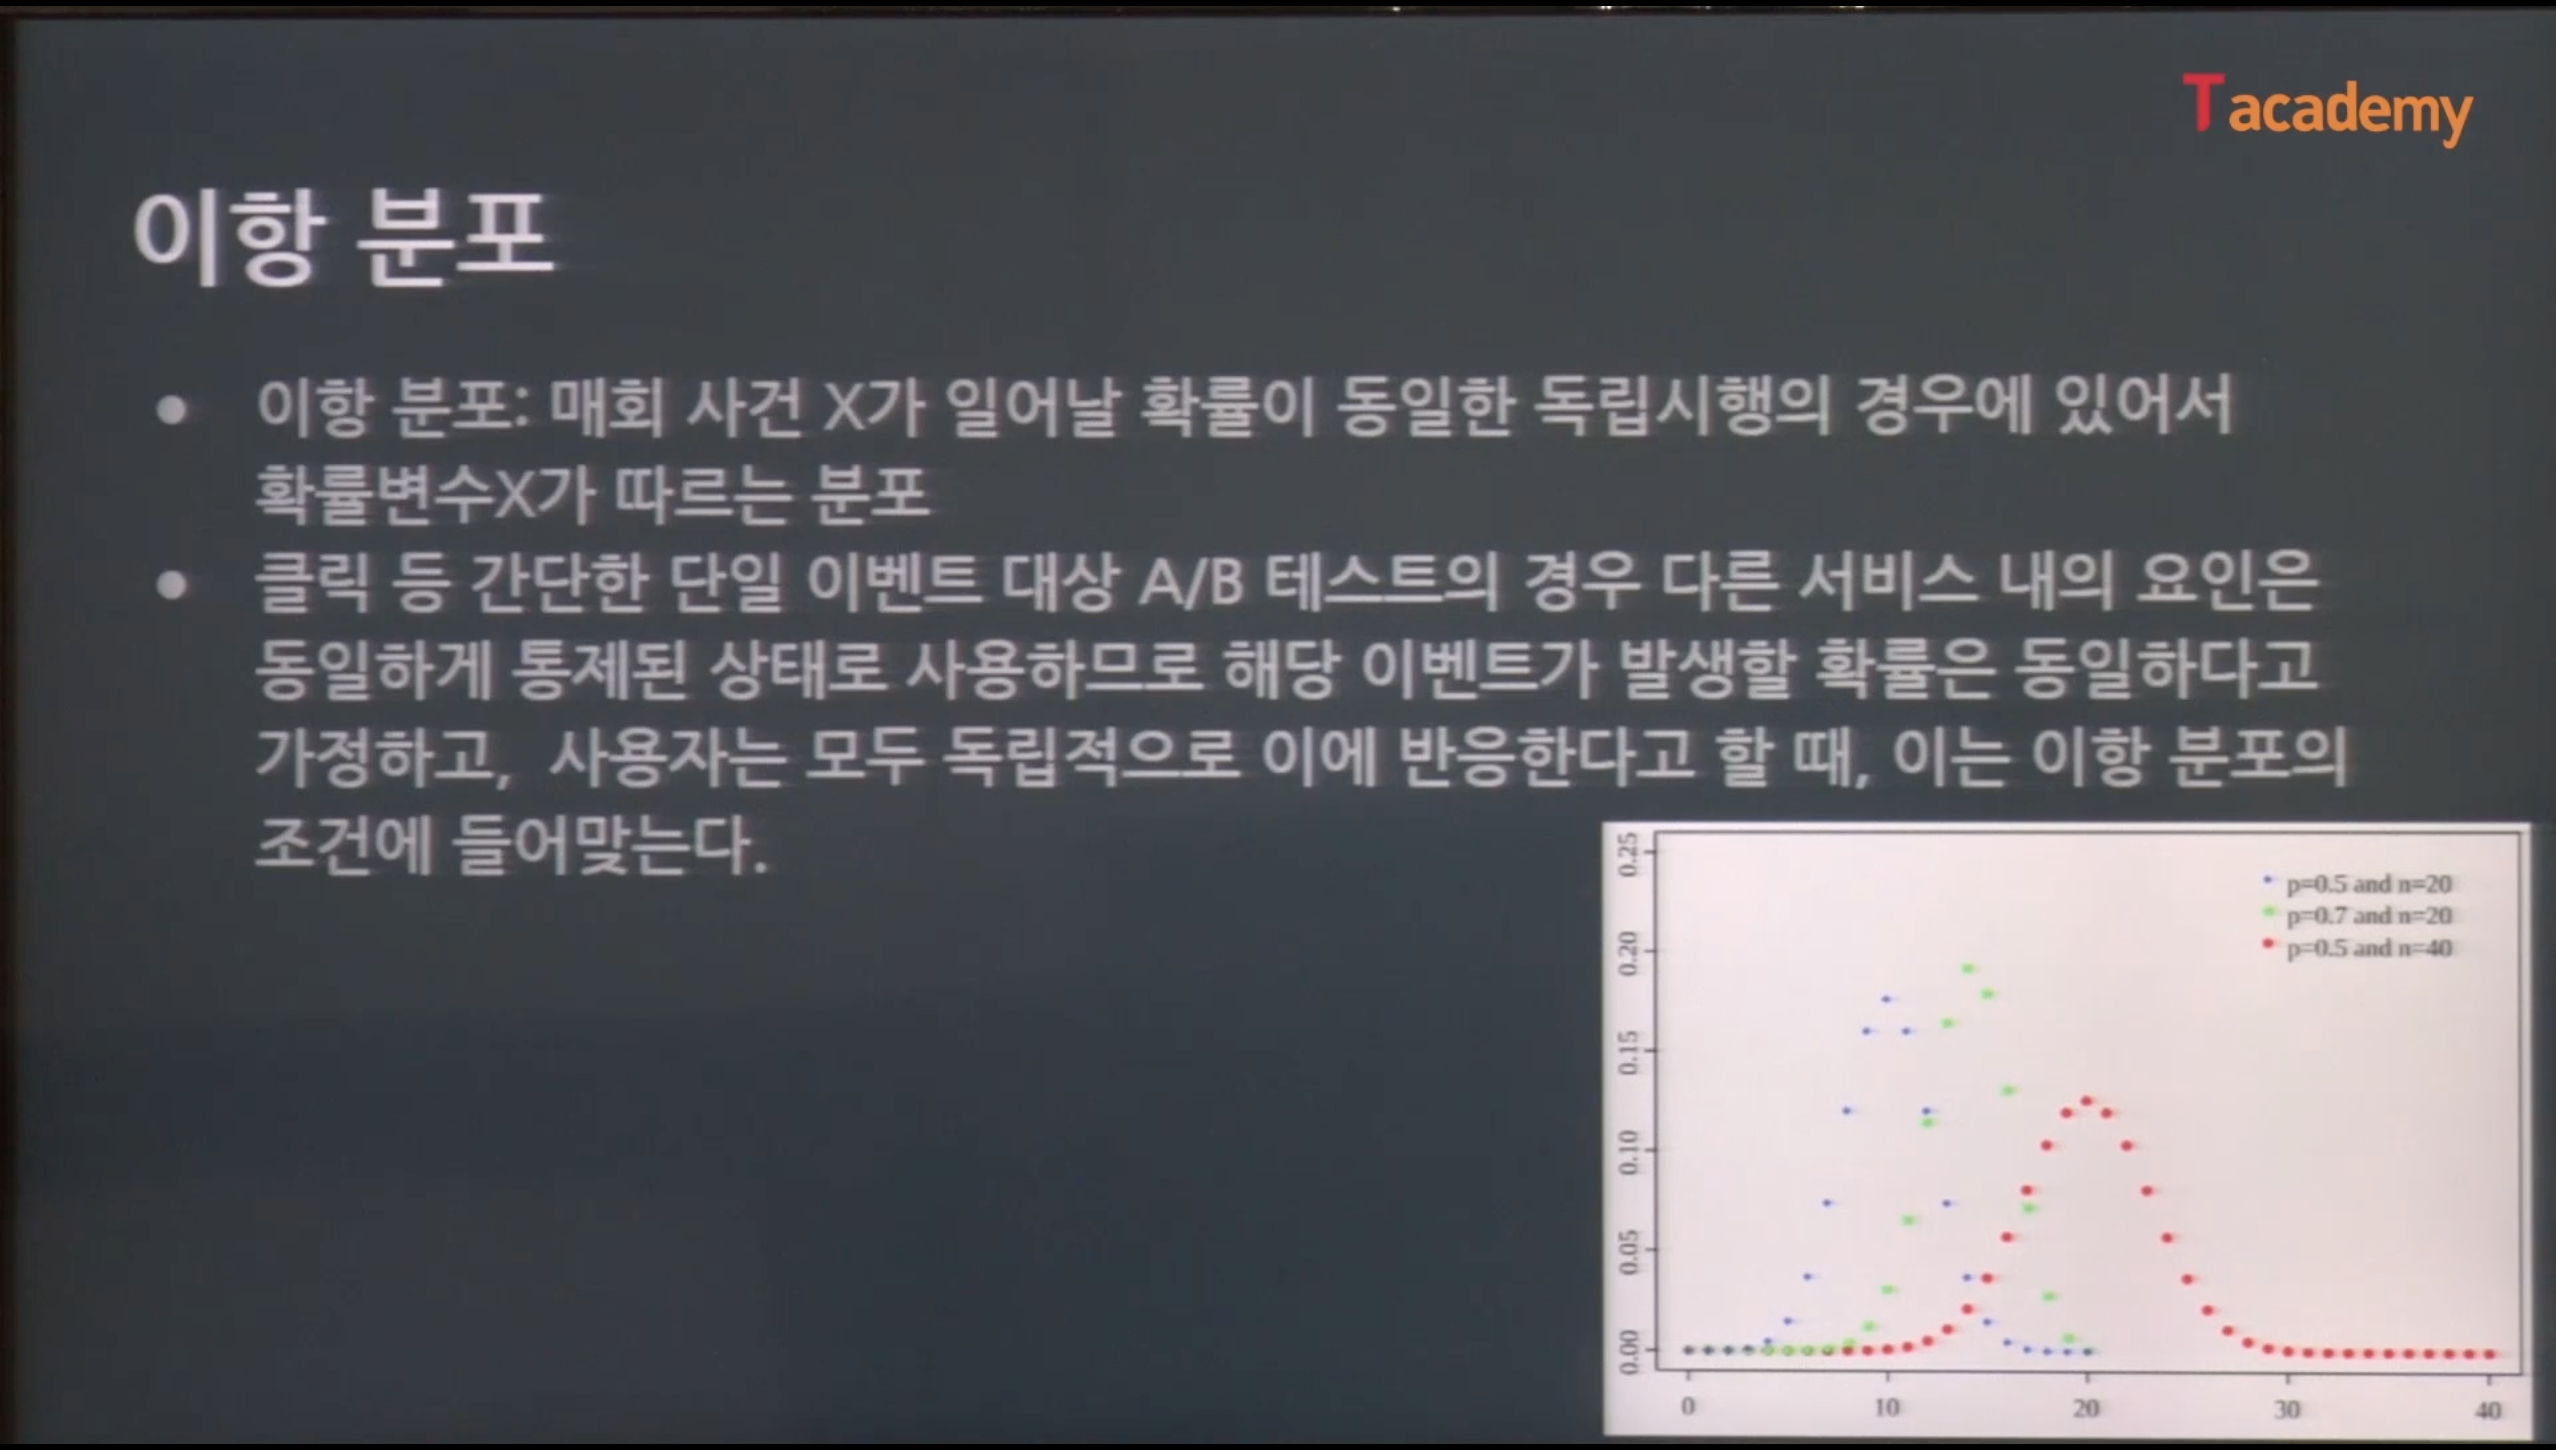 T academy
이항 분포
● 이항 분포: 매회 사건 X가 일어날 확률이 동일한 독립시행의 경우에 있어서
확률변수X가 따르는 분포
● 클릭 등 간단한 단일 이벤트 대상 A/B 테스트의 경우 다른 서비스 내의 요인은
동일하게 통제된 상태로 사용하므로 해당 이벤트가 발생할 확률은 동일하다고
가정하고, 사용자는 모두 독립적으로 이에 반응한다고 할 때, 이는 이항 분포의
조건에 들어맞는다.
p=0.5 and n=20
p=0.7 and n=20
p=0.5 and n=40
0.25
0.20
0.15
0.10
0.05
0.00
0 10 20 30 40